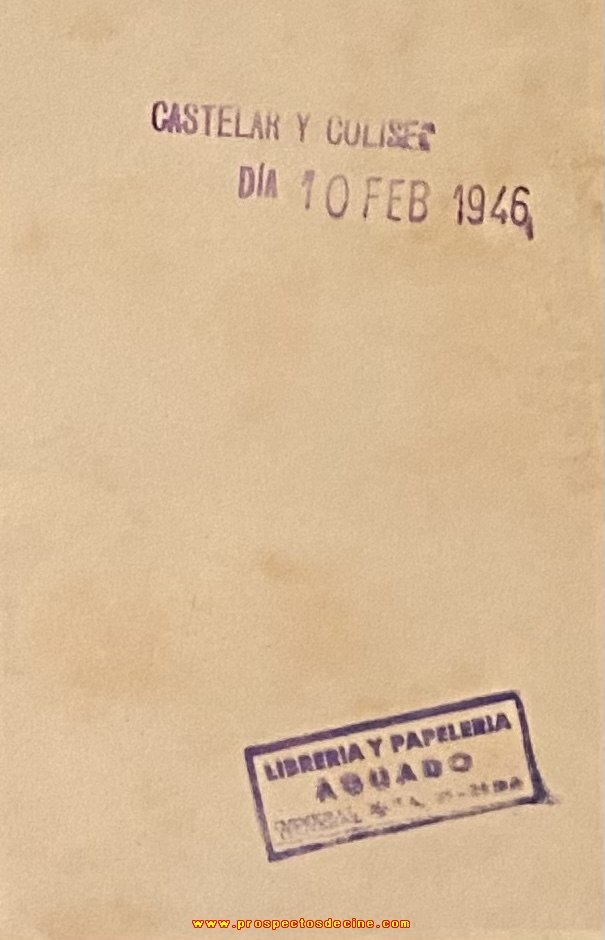 CASTELAR Y COLISEO
DÍA 10 FEB 1946
LIBRERIA Y PAPELERIA
AGUADO
www.prospectosdecine.com